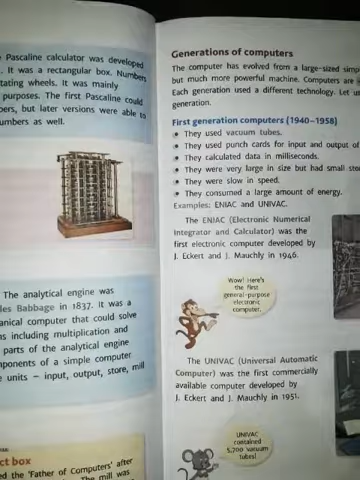 Pascaline calculator was developed
. It was a rectangular box. Numbers
tating wheels. It was mainly
purposes. The first Pascaline could
bers, but later versions were able to
umbers as well.
The analytical engine was
les Babbage in 1837. It was a
anical computer that could solve
ns including multiplication and
parts of the analytical engine
mponents of a simple computer
e units – input, output, store, mill
ct box
ed the 'Father of Computers' after
The mill was
Generations of computers
The computer has evolved from a large-sized simp
but much more powerful machine. Computers are
Each generation used a different technology. Let u
generation.
First generation computers (1940–1958)
• They used vacuum tubes.
• They used punch cards for input and output of
• They calculated data in milliseconds.
• They were very large in size but had small stor
• They were slow in speed.
• They consumed a large amount of energy.
Examples: ENIAC and UNIVAC.
The ENIAC (Electronic Numerical
Integrator and Calculator) was the
first electronic computer developed by
J. Eckert and J. Mauchly in 1946.
Wow! Here's
the first
general-purpose
electronic
computer.
The UNIVAC (Universal Automatic
Computer) was the first commercially
available computer developed by
J. Eckert and J. Mauchly in 1951.
UNIVAC
contained
5,200 vacuum
tubes!